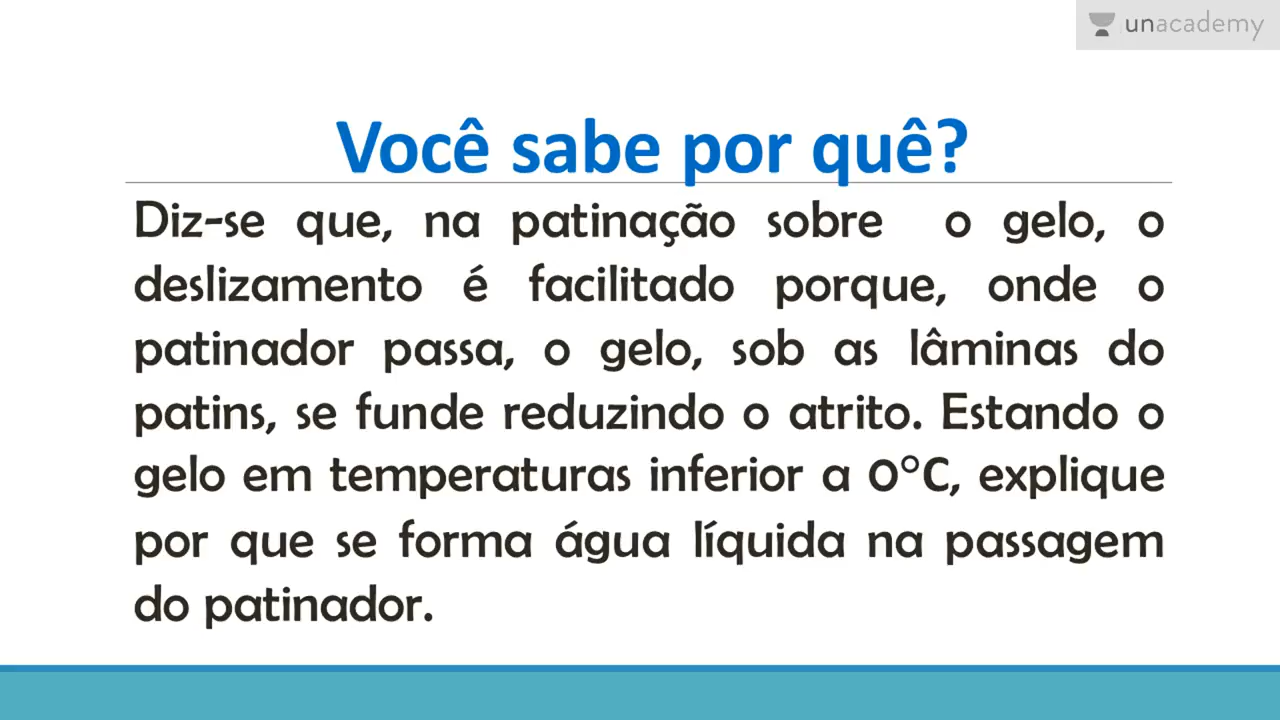 unacademy
Você sabe por quê?
Diz-se que, na patinação sobre o gelo, o
deslizamento é facilitado porque, onde o
patinador passa, o gelo, sob as lâminas do
patins, se funde reduzindo o atrito. Estando o
gelo em temperaturas inferior a 0°C, explique
por que se forma água líquida na passagem
do patinador.